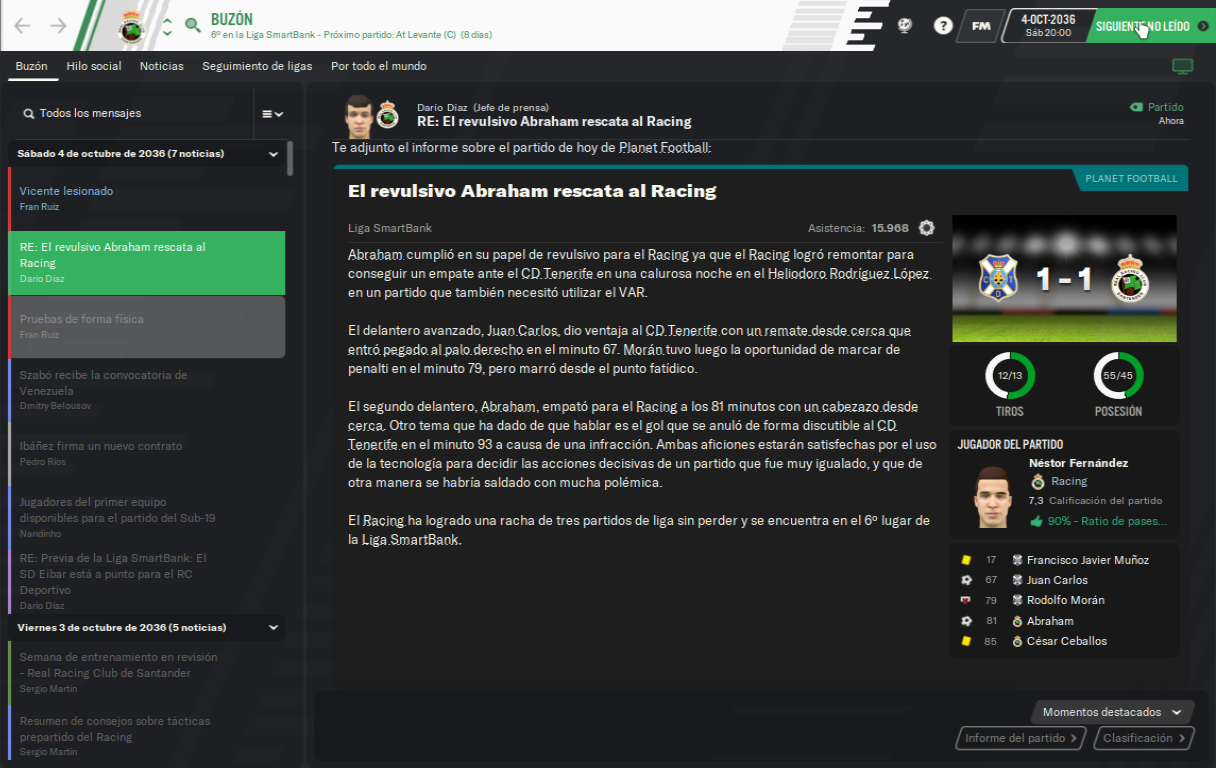 BUZÓN
6º en la Liga SmartBank - Próximo partido: At Levante (C) (8 días)
FM
4-OCT-2036
Sáb 20:00
SIGUIENTE NO LEÍDO
Buzón
Hilo social
Noticias
Seguimiento de ligas
Por todo el mundo
Todos los mensajes
Sábado 4 de octubre de 2036 (7 noticias)
Vicente lesionado
Fran Ruiz
RE: El revulsivo Abraham rescata al
Racing
Darío Díaz
Pruebas de forma física
Fran Ruiz
Szabó recibe la convocatoria de
Venezuela
Dmitry Belousov
Ibáñez firma un nuevo contrato
Pedro Ríos
Jugadores del primer equipo
disponibles para el partido del Sub-19
Nandinho
RE: Previa de la Liga SmartBank: El
SD Eibar está a punto para el RC
Deportivo
Darío Díaz
Viernes 3 de octubre de 2036 (5 noticias)
Semana de entrenamiento en revisión
- Real Racing Club de Santander
Sergio Martín
Resumen de consejos sobre tácticas
prepartido del Racing
Sergio Martín
Darío Díaz (Jefe de prensa)
RE: El revulsivo Abraham rescata al Racing
Partido
Ahora
Te adjunto el informe sobre el partido de hoy de Planet Football:
PLANET FOOTBALL
El revulsivo Abraham rescata al Racing
Liga SmartBank
Asistencia: 15.968
Abraham cumplió en su papel de revulsivo para el Racing ya que el Racing logró remontar para
conseguir un empate ante el CD Tenerife en una calurosa noche en el Heliodoro Rodríguez López
en un partido que también necesitó utilizar el VAR.
El delantero avanzado, Juan Carlos, dio ventaja al CD Tenerife con un remate desde cerca que
entró pegado al palo derecho en el minuto 67. Morán tuvo luego la oportunidad de marcar de
penalti en el minuto 79, pero marró desde el punto fatídico.
El segundo delantero, Abraham, empató para el Racing a los 81 minutos con un cabezazo desde
cerca. Otro tema que ha dado de que hablar es el gol que se anuló de forma discutible al CD
Tenerife en el minuto 93 a causa de una infracción. Ambas aficiones estarán satisfechas por el uso
de la tecnología para decidir las acciones decisivas de un partido que fue muy igualado, y que de
otra manera se habría saldado con mucha polémica.
El Racing ha logrado una racha de tres partidos de liga sin perder y se encuentra en el 6º lugar de
la Liga SmartBank.
1 - 1
12/13
TIROS
55/45
POSESIÓN
JUGADOR DEL PARTIDO
Néstor Fernández
Racing
7,3 Calificación del partido
90% - Ratio de pases...
17 Francisco Javier Muñoz
67 Juan Carlos
79 Rodolfo Morán
81 Abraham
85 César Ceballos
Momentos destacados
Informe del partido
Clasificación